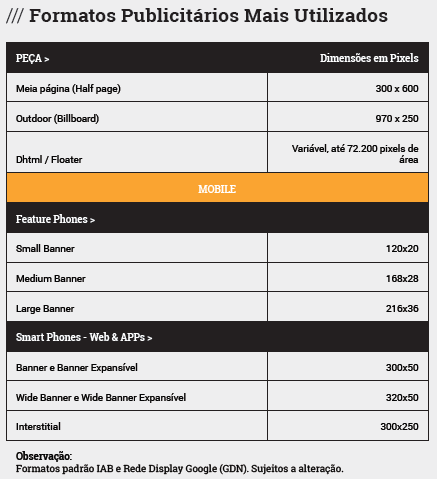 /// Formatos Publicitários Mais Utilizados
PEÇA > Dimensões em Pixels
Meia página (Half page) 300 x 600
Outdoor (Billboard) 970 x 250
Dhtml / Floater Variável, até 72.200 pixels de
área
MOBILE
Feature Phones >
Small Banner 120x20
Medium Banner 168x28
Large Banner 216x36
Smart Phones - Web & APPs >
Banner e Banner Expansível 300x50
Wide Banner e Wide Banner Expansível 320x50
Interstitial 300x250
Observação:
Formatos padrão IAB e Rede Display Google (GDN). Sujeitos a alteração.